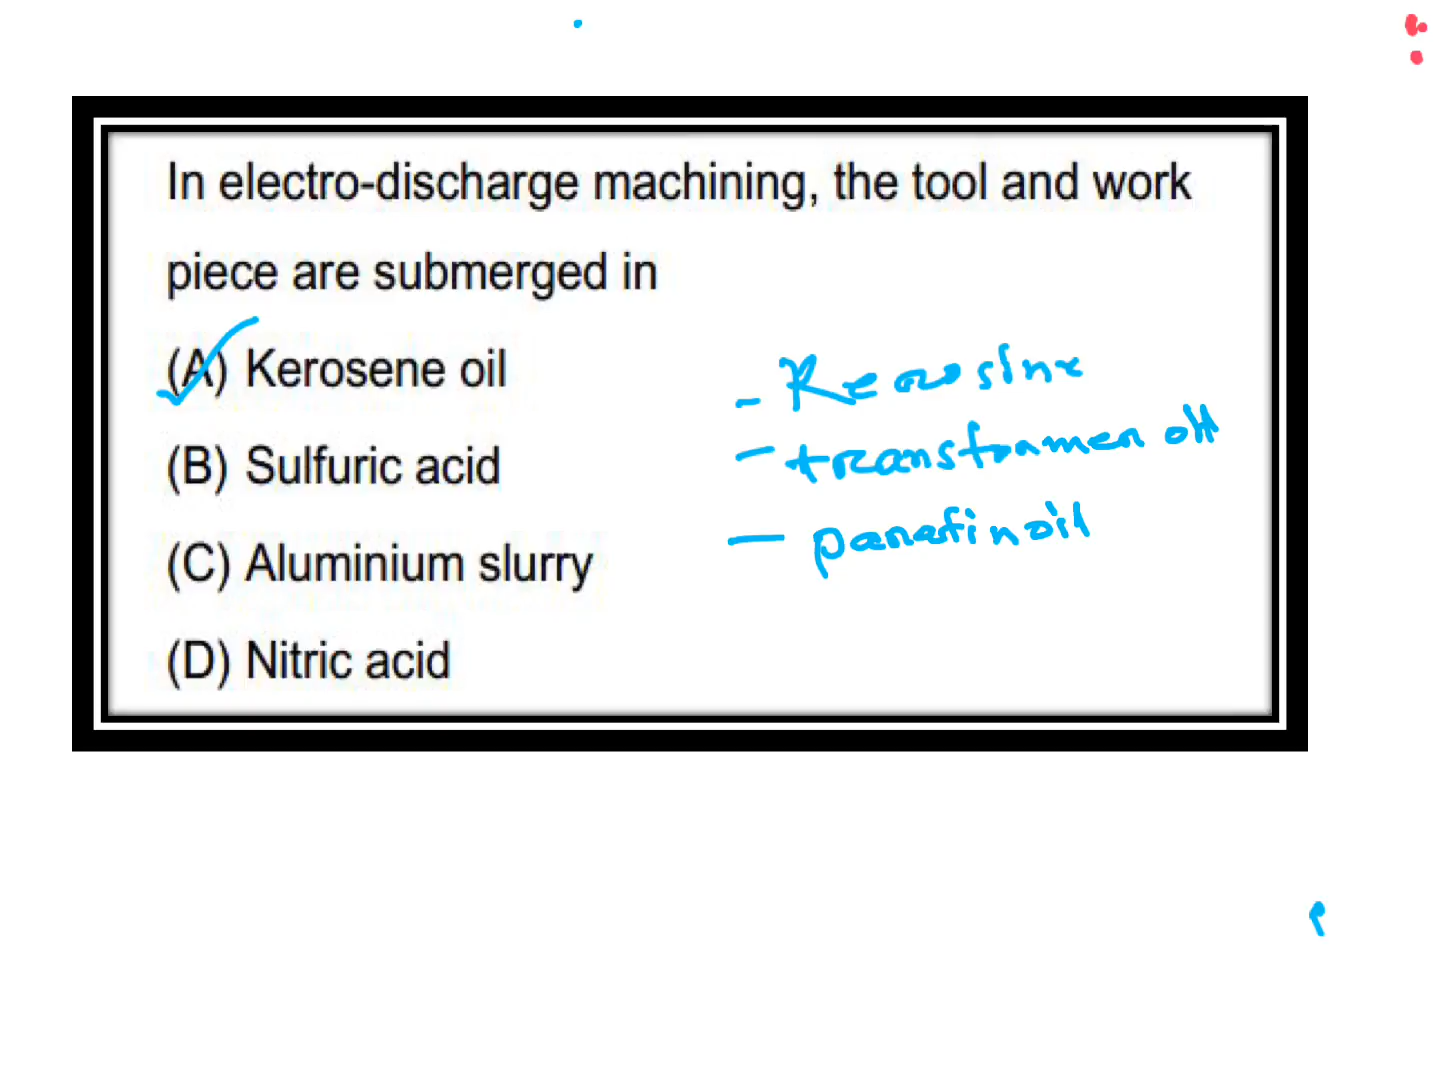 In electro-discharge machining, the tool and work
piece are submerged in
(A) Kerosene oil
(B) Sulfuric acid
(C) Aluminium slurry
(D) Nitric acid
- Kerosine
- transframer oil
- parafin oil